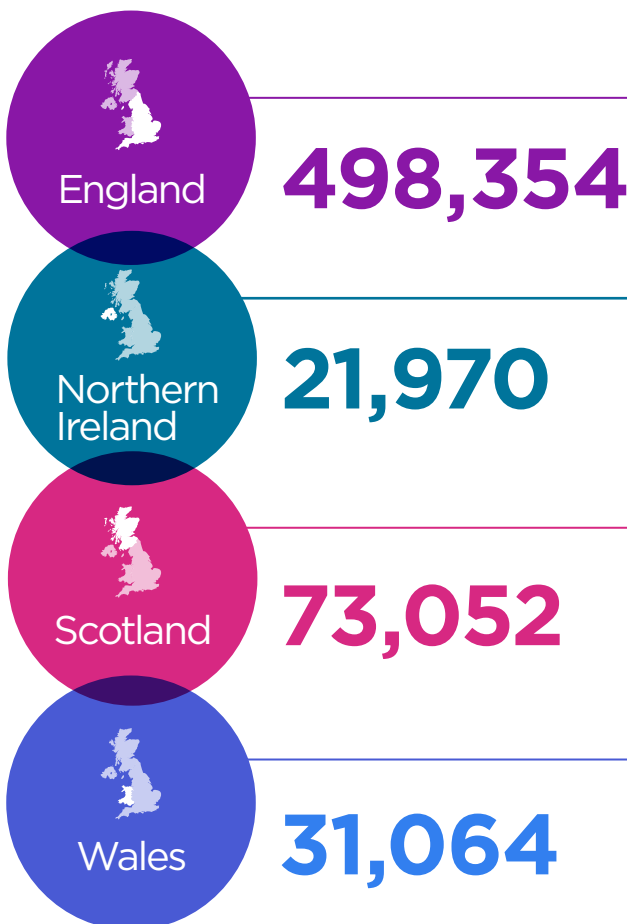 England
498,354
Northern
Ireland
21,970
Scotland
73,052
Wales
31,064